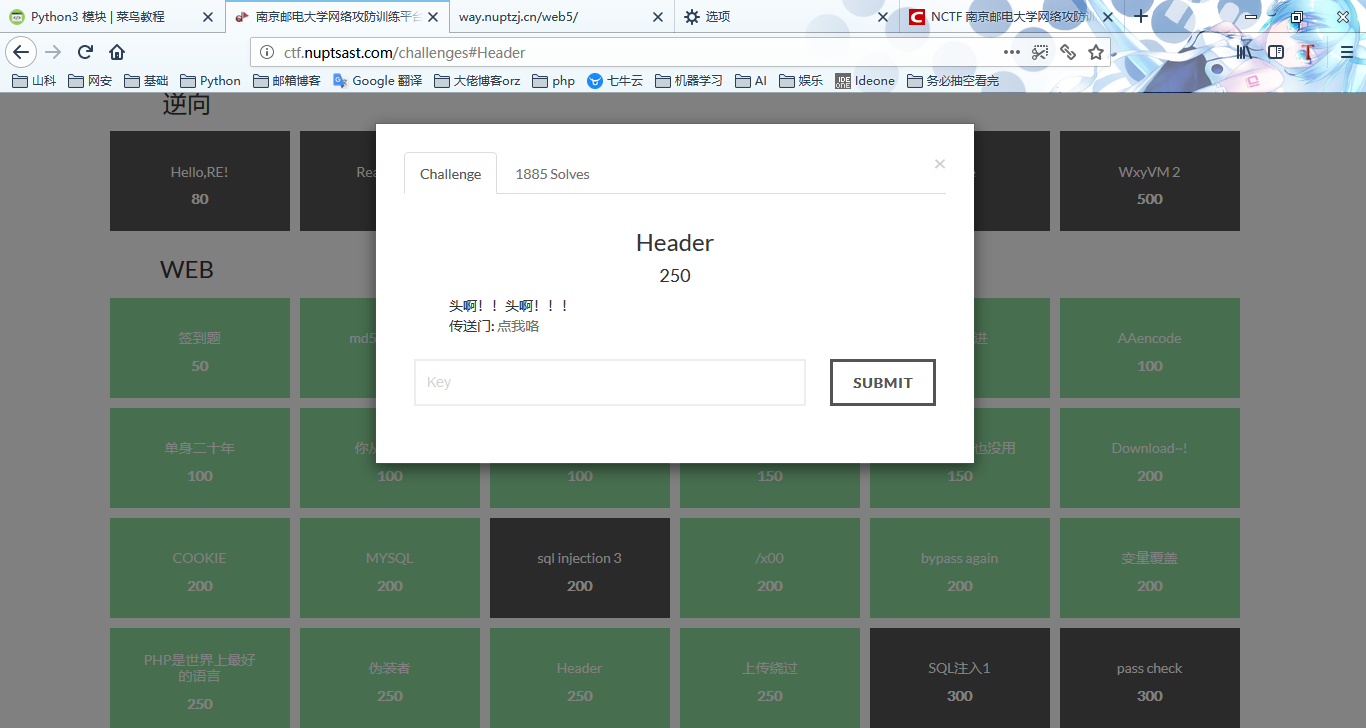 Python3 模块 | 菜鸟教程
南京邮电大学网络攻防训练平台
way.nuptzj.cn/web5/
选项
NCTF 南京邮电大学网络攻防训
ctf.nuptsast.com/challenges#Header
山科 网安 基础 Python 邮箱博客 Google 翻译 大佬博客orz php 七牛云 机器学习 AI 娱乐 Ideone 务必抽空看完
逆向
Hello,RE!
80
Rea
WxyVM 2
500
Challenge 1885 Solves ×
Header
250
头啊！！头啊！！！
传送门: 点我咯
Key SUBMIT
WEB
签到题
50
md5
进
AAencode
100
单身二十年
100
你从
100
100
150
也没用
150
Download~!
200
COOKIE
200
MYSQL
200
sql injection 3
200
/x00
200
bypass again
200
变量覆盖
200
PHP是世界上最好
的语言
250
伪装者
250
Header
250
上传绕过
250
SQL注入1
300
pass check
300